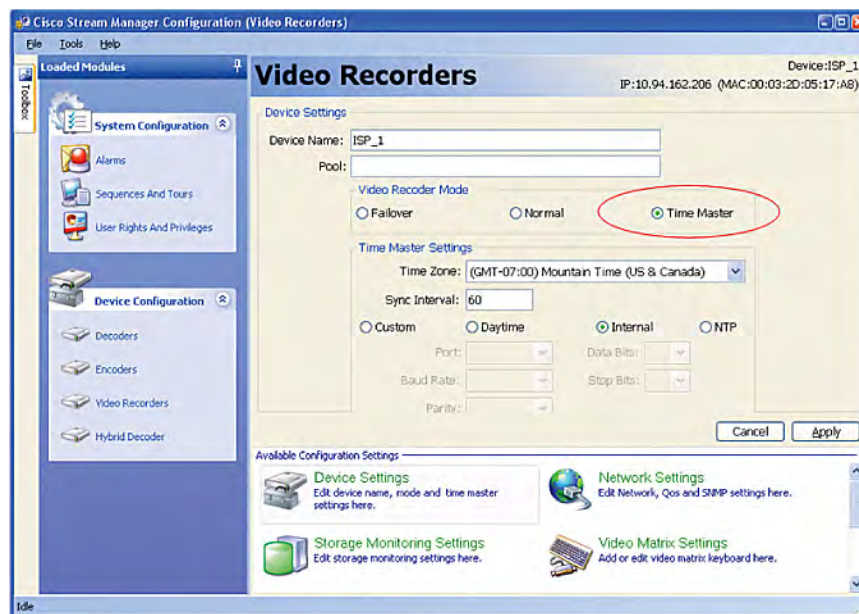 Cisco Stream Manager Configuration (Video Recorders)
File Tools Help
Toolbox
Loaded Modules
System Configuration
Alarms
Sequences And Tours
User Rights And Privileges
Device Configuration
Decoders
Encoders
Video Recorders
Hybrid Decoder
Video Recorders
Device:ISP_1
IP:10.94.162.206 (MAC:00:03:2D:05:17:A8)
Device Settings
Device Name: ISP_1
Pool:
Video Recoder Mode
Failover Normal Time Master
Time Master Settings
Time Zone: (GMT-07:00) Mountain Time (US & Canada)
Sync Interval: 60
Custom Daytime Internal NTP
Port: Data Bits:
Baud Rate: Stop Bits:
Parity:
Cancel Apply
Available Configuration Settings
Device Settings
Edit device name, mode and time master
settings here.
Network Settings
Edit Network, Qos and SNMP settings here.
Storage Monitoring Settings
Edit storage monitoring settings here.
Video Matrix Settings
Add or edit video matrix keyboard here.
Idle